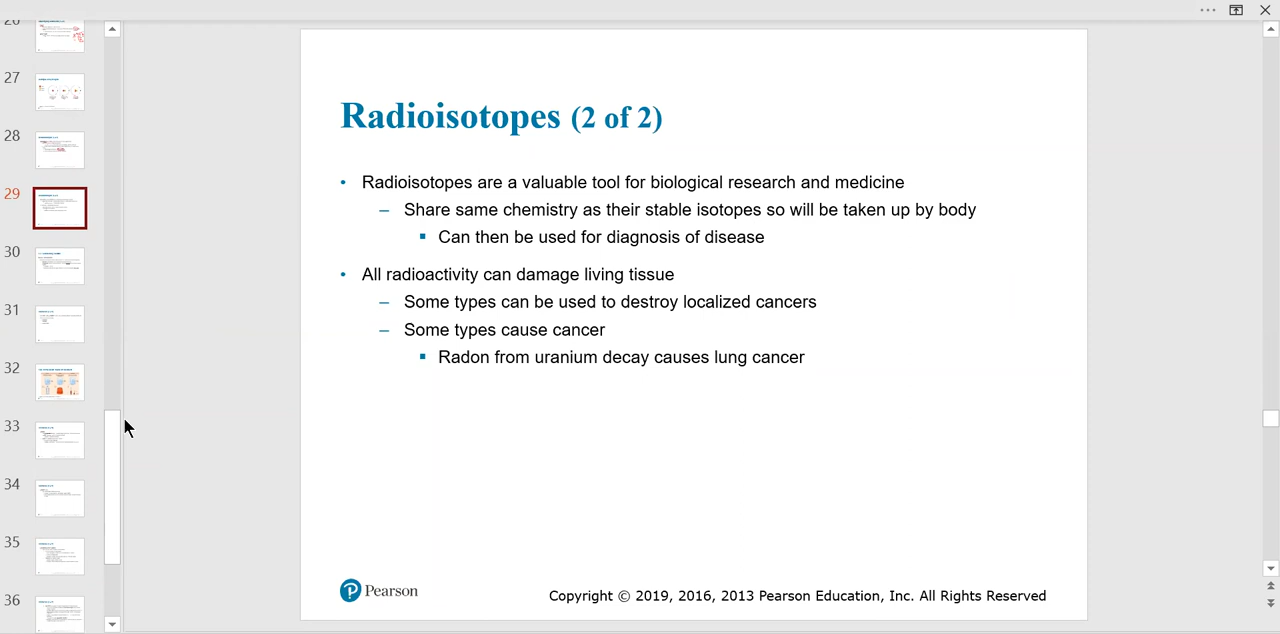 26
27
28
29
30
31
32
33
34
35
36
Radioisotopes (2 of 2)
• Radioisotopes are a valuable tool for biological research and medicine
– Share same chemistry as their stable isotopes so will be taken up by body
▪ Can then be used for diagnosis of disease
• All radioactivity can damage living tissue
– Some types can be used to destroy localized cancers
– Some types cause cancer
▪ Radon from uranium decay causes lung cancer
P Pearson
Copyright © 2019, 2016, 2013 Pearson Education, Inc. All Rights Reserved